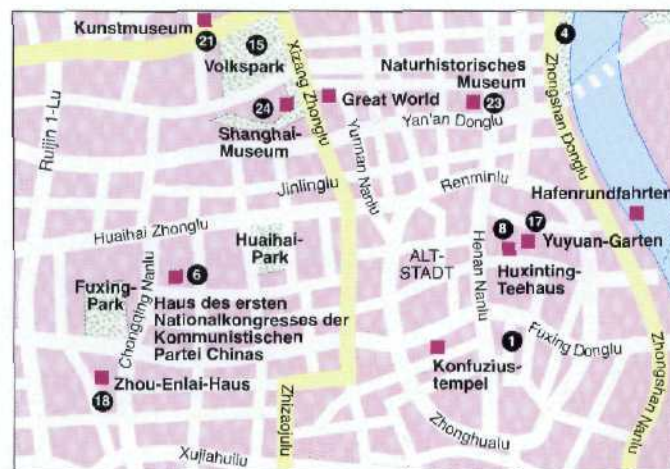 Kunstmuseum
21
15
Volkspark
4
Naturhistorisches
Museum
Xizang Zhonglu
24
Great World
23
Shanghai-
Museum
Yan'an Donglu
Zhongshan Donglu
Ruijin 1-Lu
Yunnan Nanlu
Jinlinglu
Renminlu
Hafenrundfahrten
Huaihai Zhonglu
Huaihai-
Park
8
17
Yuyuan-Garten
ALT-
STADT
Henan Nanlu
Huxinting-
Teehaus
6
Fuxing-
Park
Chongqing Nanlu
Haus des ersten
Nationalkongresses der
Kommunistischen
Partei Chinas
1
Fuxing Donglu
Konfuzius-
tempel
Zhou-Enlai-Haus
18
Zhizaojulu
Zhonghualu
Zhongshan Nanlu
Xujiahuilu